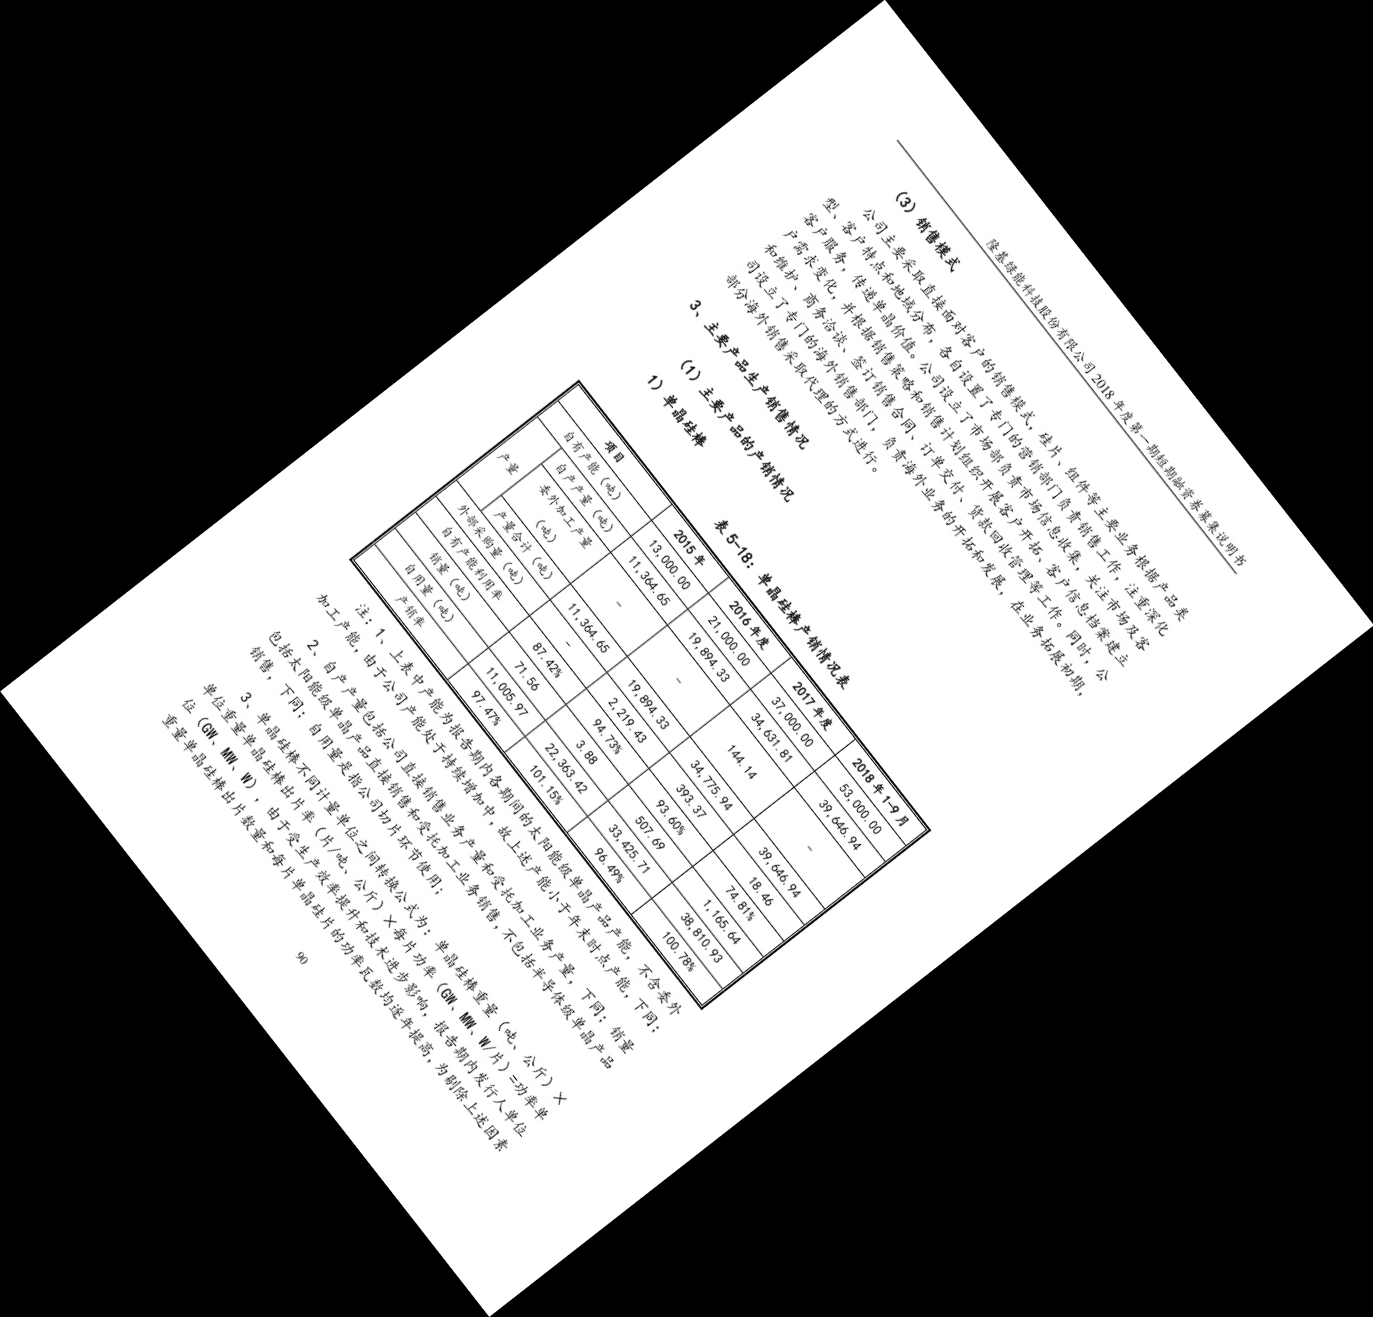 隆基绿能科技股份有限公司 2018 年度第一期短期融资券募集说明书
（3）销售模式
公司主要采取直接面对客户的销售模式，硅片、组件等主要业务根据产品类
型、客户特点和地域分布，各自设置了专门的营销部门负责销售工作，注重深化
客户服务，传递单晶价值。公司设立了市场部负责市场信息收集，关注市场及客
户需求变化，并根据销售策略和销售计划组织开展客户开拓、客户信息档案建立
和维护、商务洽谈、签订销售合同、订单交付、货款回收管理等工作。同时，公
司设立了专门的海外销售部门，负责海外业务的开拓和发展，在业务拓展初期，
部分海外销售采取代理的方式进行。
3、主要产品生产销售情况
（1）主要产品的产销情况
1）单晶硅棒
表 5-18：单晶硅棒产销情况表
项目 2015 年 2016 年度 2017 年度 2018 年 1-9 月
自有产能（吨） 13,000.00 21,000.00 37,000.00 53,000.00
产量 自产产量（吨） 11,364.65 19,894.33 34,631.81 39,646.94
委外加工产量（吨） - - 144.14 -
产量合计（吨） 11,364.65 19,894.33 34,775.94 39,646.94
外部采购量（吨） - 2,219.43 393.37 18.46
自有产能利用率 87.42% 94.73% 93.60% 74.81%
销量（吨） 71.56 3.88 507.69 1,165.64
自用量（吨） 11,005.97 22,363.42 33,425.71 38,810.93
产销率 97.47% 101.15% 96.49% 100.78%
注：1、上表中产能为报告期内各期间的太阳能级单晶产品产能，不含委外
加工产能，由于公司产能处于持续增加中，故上述产能小于年末时点产能，下同；
2、自产产量包括公司直接销售业务产量和受托加工业务产量，下同；销量
包括太阳能级单晶产品直接销售和受托加工业务销售，不包括半导体级单晶产品
销售，下同；自用量是指公司切片环节使用；
3、单晶硅棒不同计量单位之间转换公式为：单晶硅棒重量（吨、公斤）×
单位重量单晶硅棒出片率（片/吨、公斤）×每片功率（GW、MW、W/片）=功率单
位（GW、MW、W），由于受生产效率提升和技术进步影响，报告期内发行人单位
重量单晶硅棒出片数量和每片单晶硅片的功率瓦数均逐年提高，为剔除上述因素
90